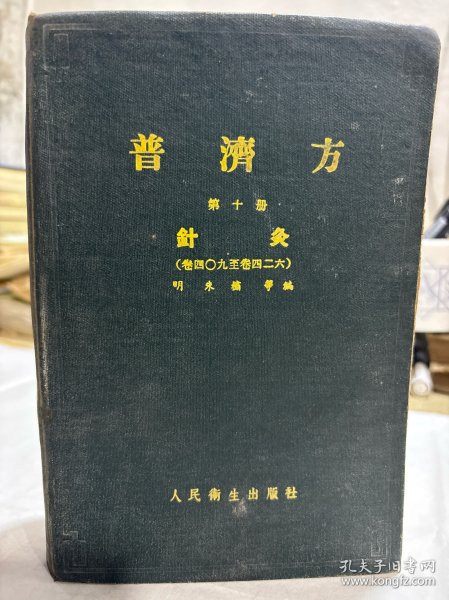 普濟方
第十册
針灸
(卷四〇九至卷四二六)
明 朱橚 等編
人民衛生出版社
孔夫子旧书网
www.kongfz.com